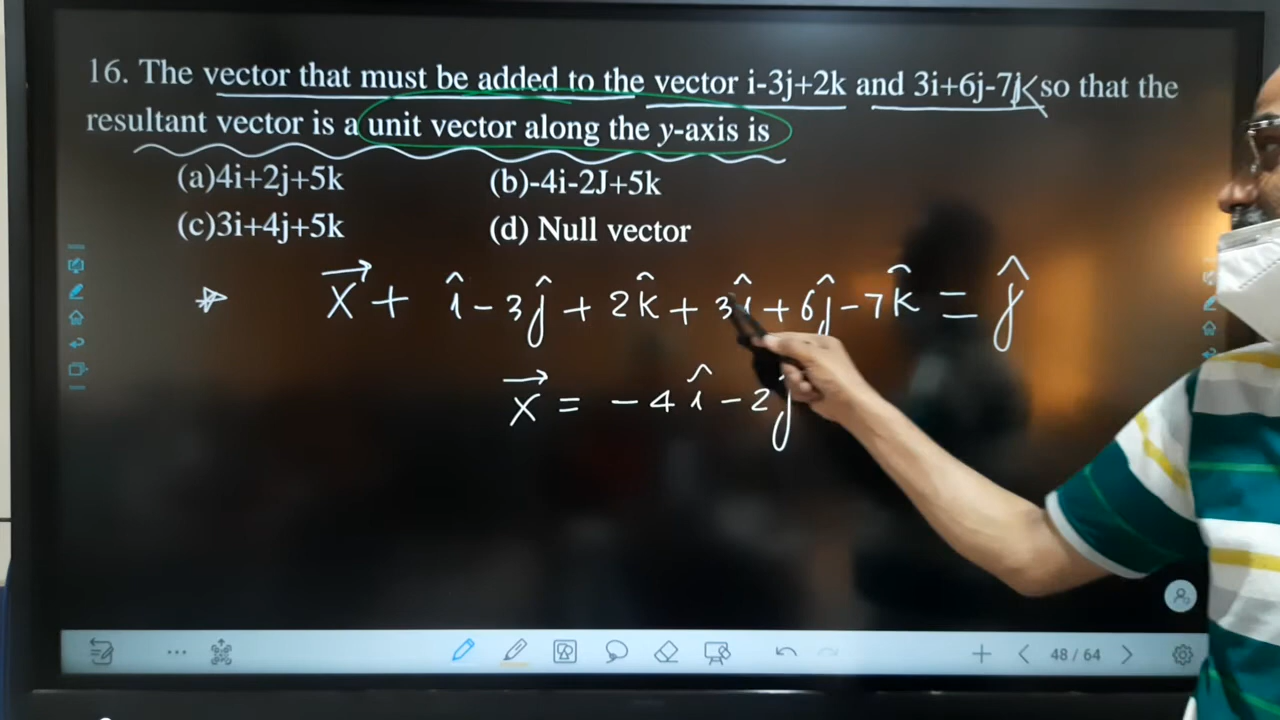 16. The vector that must be added to the vector i-3j+2k and 3i+6j-7k so that the
resultant vector is a unit vector along the y-axis is
(a)4i+2j+5k (b)-4i-2J+5k
(c)3i+4j+5k (d) Null vector
x⃗ + î - 3ĵ + 2k̂ + 3î + 6ĵ - 7k̂ = ĵ
x⃗ = - 4î - 2ĵ
48 / 64